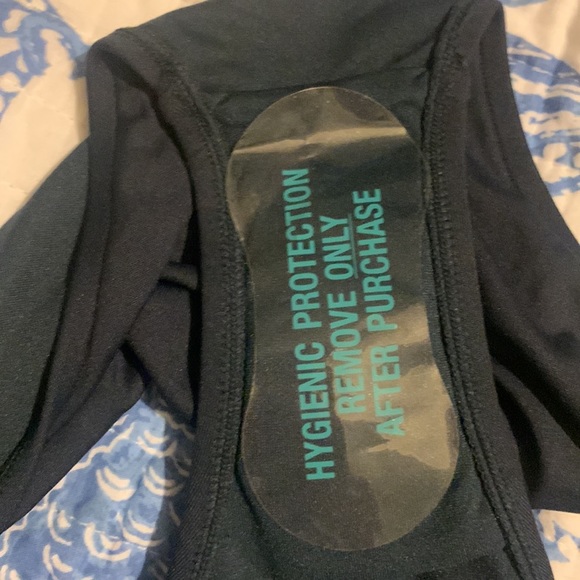 HYGIENIC PROTECTION
REMOVE ONLY
AFTER PURCHASE